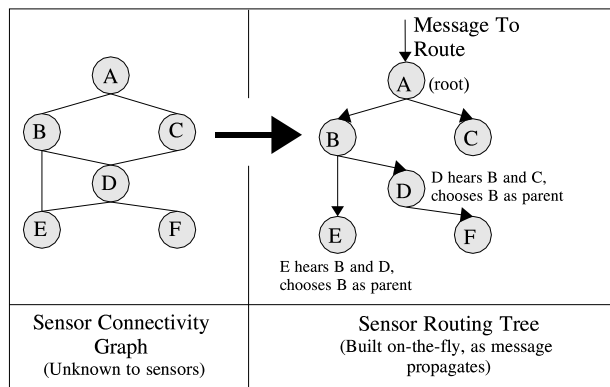 A
B
C
D
E
F
Sensor Connectivity
Graph
(Unknown to sensors)
Message To
Route
A
(root)
B
C
D
D hears B and C,
chooses B as parent
E
F
E hears B and D,
chooses B as parent
Sensor Routing Tree
(Built on-the-fly, as message
propagates)